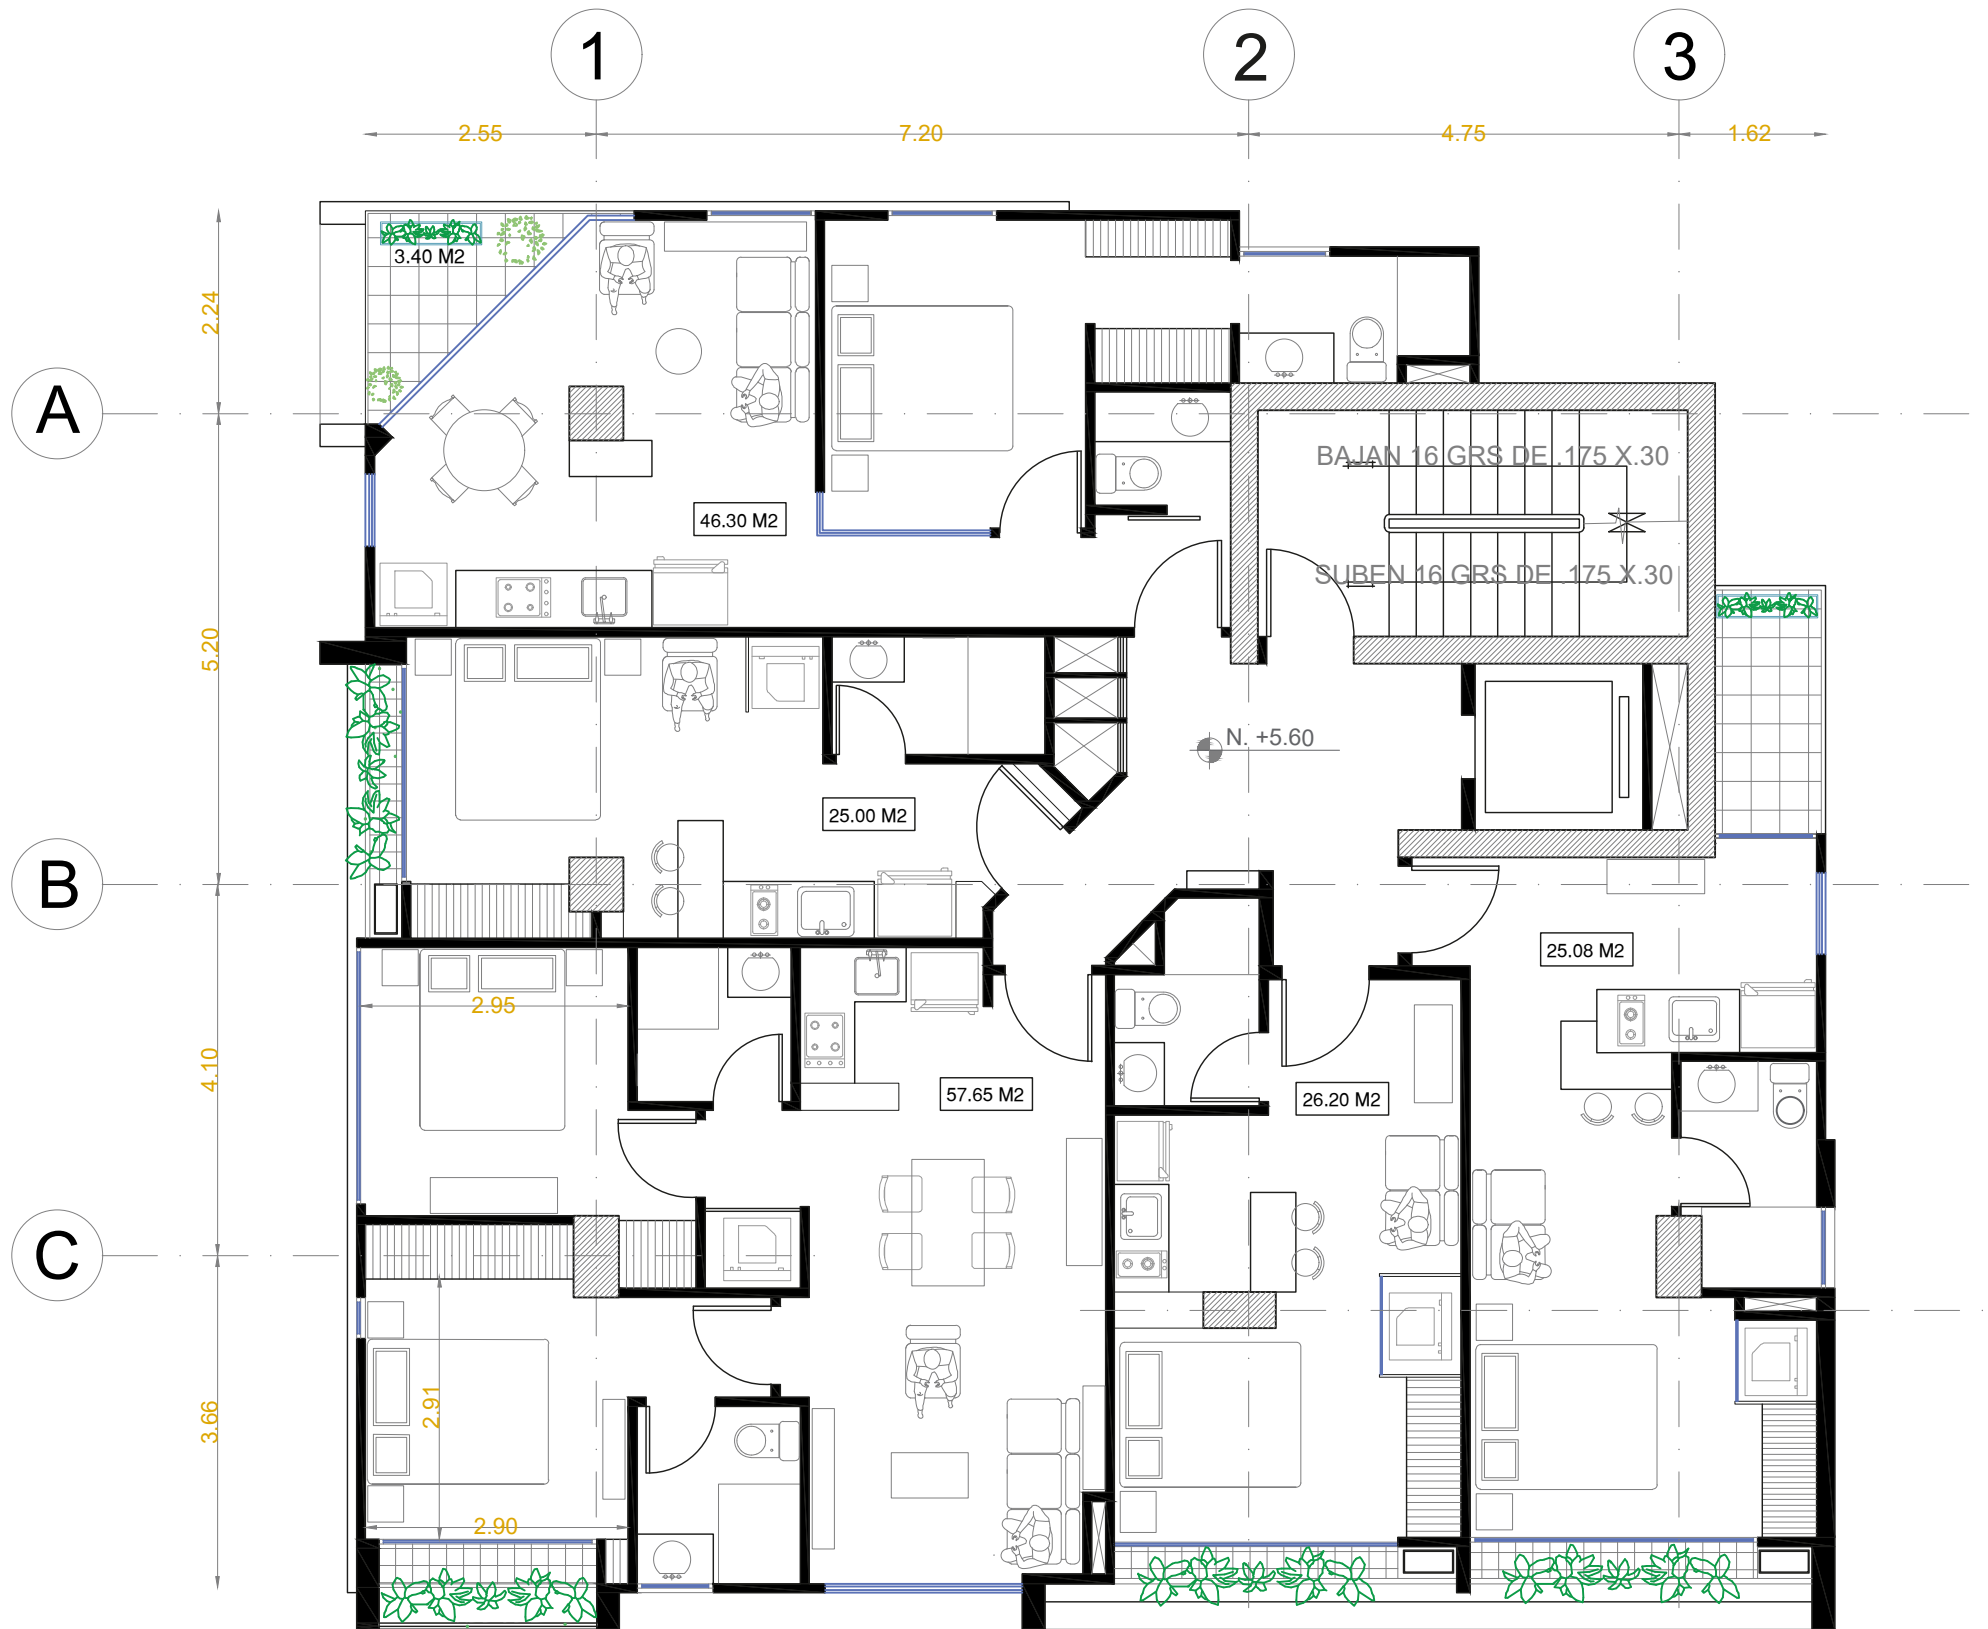 1
2
3
2.55
7.20
4.75
1.62
3.40 M2
2.24
A
BAJAN 16 GRS DE .175 X.30
46.30 M2
SUBEN 16 GRS DE .175 X.30
5.20
N. +5.60
25.00 M2
B
25.08 M2
2.95
4.10
57.65 M2
26.20 M2
C
2.91
3.66
2.90